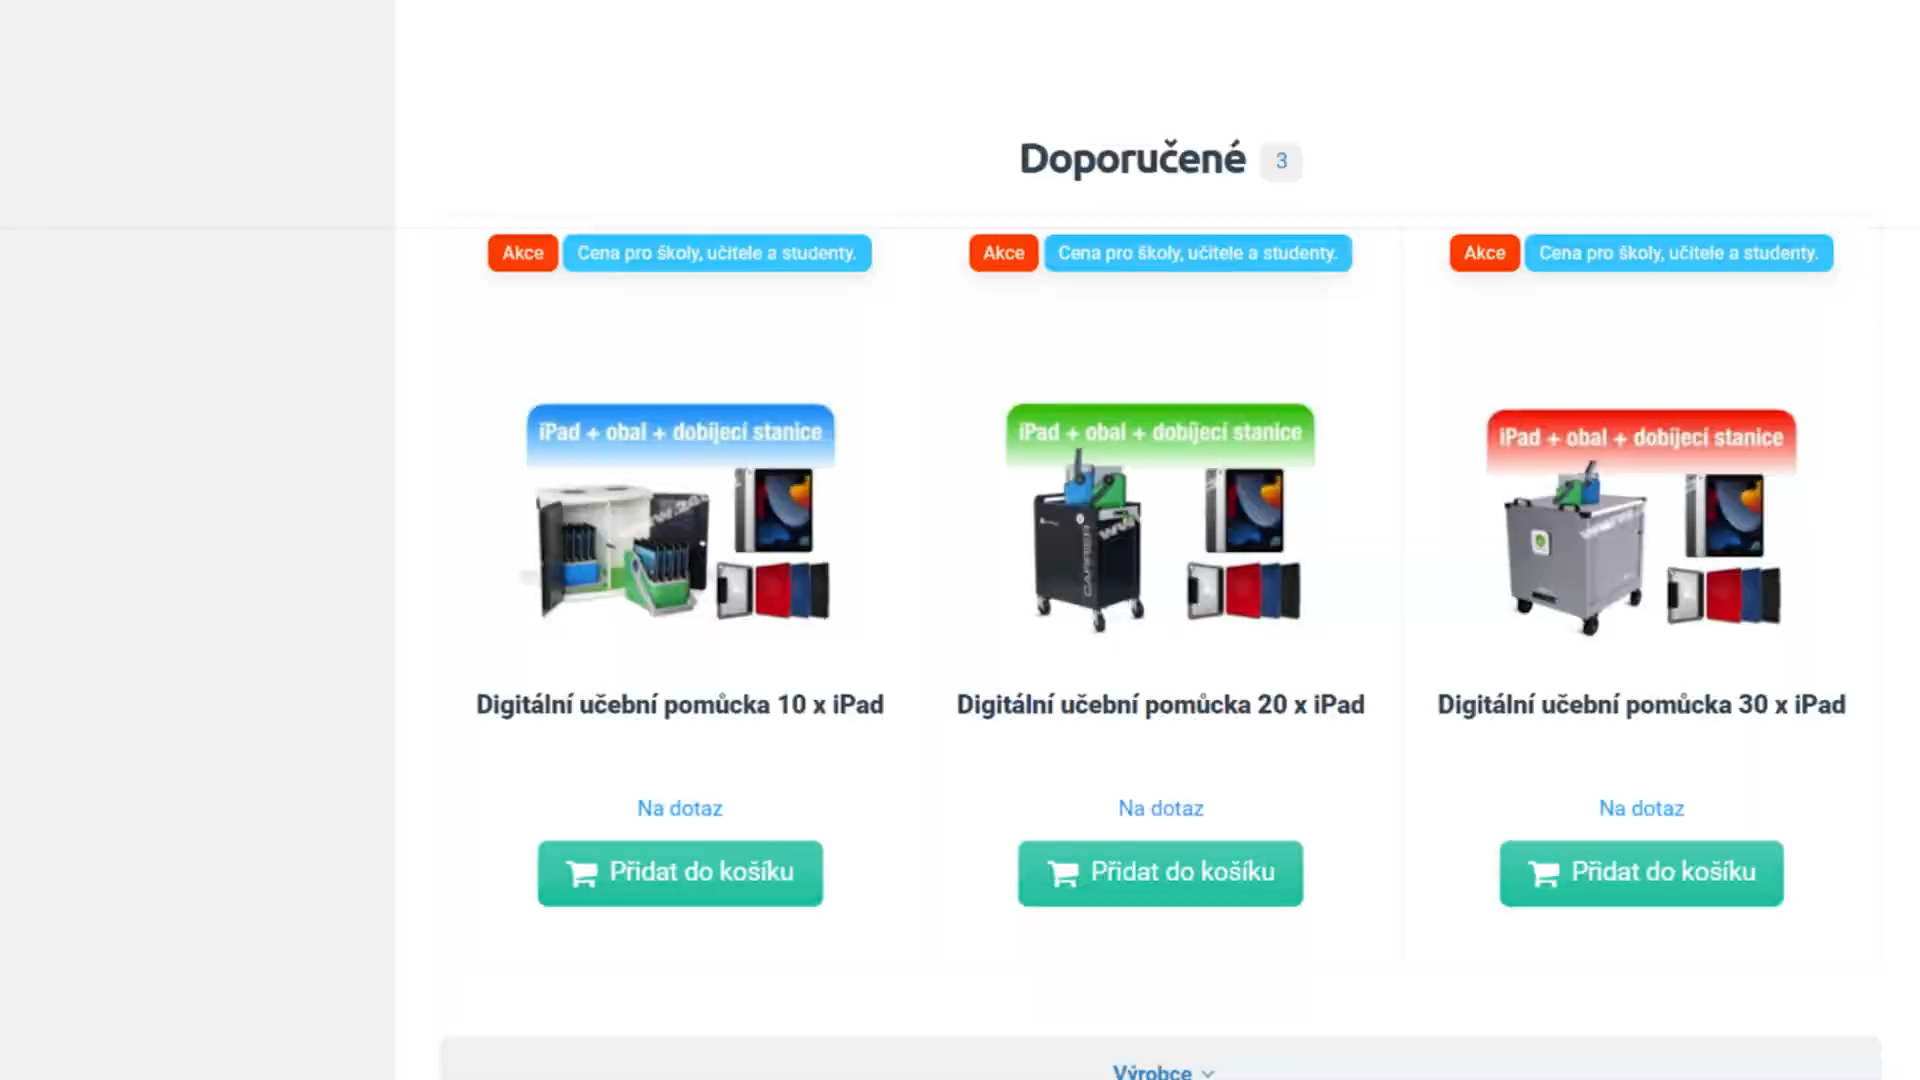 Doporučené 3
Akce Cena pro školy, učitele a studenty.
Akce Cena pro školy, učitele a studenty.
Akce Cena pro školy, učitele a studenty.
iPad + obal + dobíjecí stanice
iPad + obal + dobíjecí stanice
iPad + obal + dobíjecí stanice
CARRIER
Digitální učební pomůcka 10 x iPad
Digitální učební pomůcka 20 x iPad
Digitální učební pomůcka 30 x iPad
Na dotaz
Na dotaz
Na dotaz
Přidat do košíku
Přidat do košíku
Přidat do košíku
Výrobce